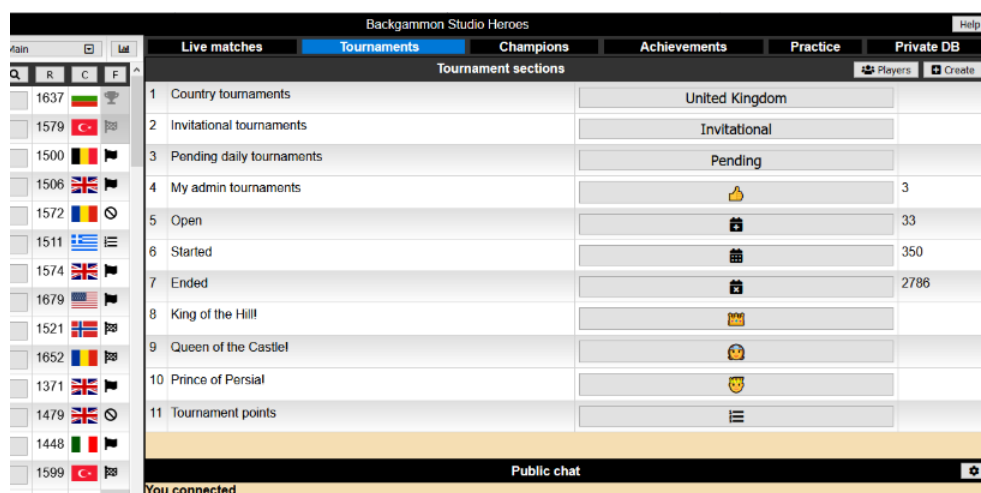 Backgammon Studio Heroes Help
Main
Live matches Tournaments Champions Achievements Practice Private DB
R C F Tournament sections Players Create
1637
1 Country tournaments United Kingdom
1579
2 Invitational tournaments Invitational
1500
3 Pending daily tournaments Pending
1506
4 My admin tournaments 3
1572
5 Open 33
1511
6 Started 350
1574
7 Ended 2786
1679
8 King of the Hill!
1521
9 Queen of the Castle!
1652
10 Prince of Persia!
1371
11 Tournament points
1479
1448
1599
Public chat
You connected